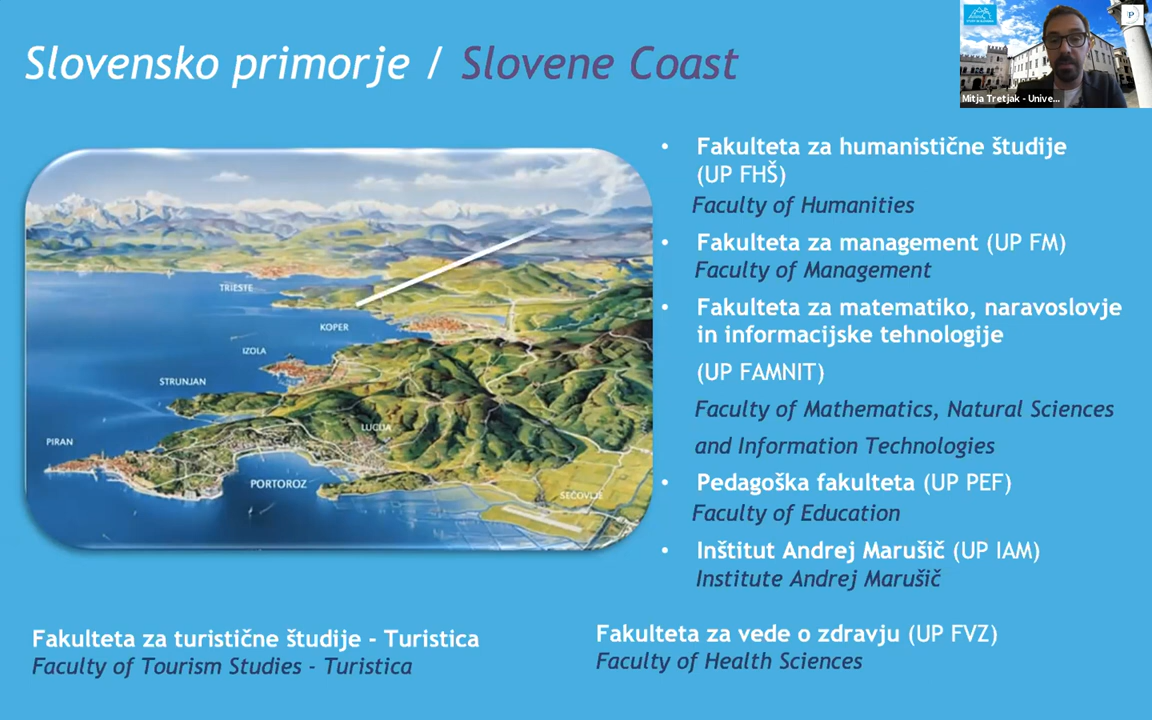 Slovensko primorje / Slovene Coast
P
Mitja Tretjak - Unive...
TRIESTE
KOPER
IZOLA
STRUNJAN
PIRAN
LUCIJA
PORTOROZ
SEČOVLJE
• Fakulteta za humanistične študije
(UP FHŠ)
Faculty of Humanities
• Fakulteta za management (UP FM)
Faculty of Management
• Fakulteta za matematiko, naravoslovje
in informacijske tehnologije
(UP FAMNIT)
Faculty of Mathematics, Natural Sciences
and Information Technologies
• Pedagoška fakulteta (UP PEF)
Faculty of Education
• Inštitut Andrej Marušič (UP IAM)
Institute Andrej Marušič
Fakulteta za turistične študije - Turistica
Faculty of Tourism Studies - Turistica
Fakulteta za vede o zdravju (UP FVZ)
Faculty of Health Sciences